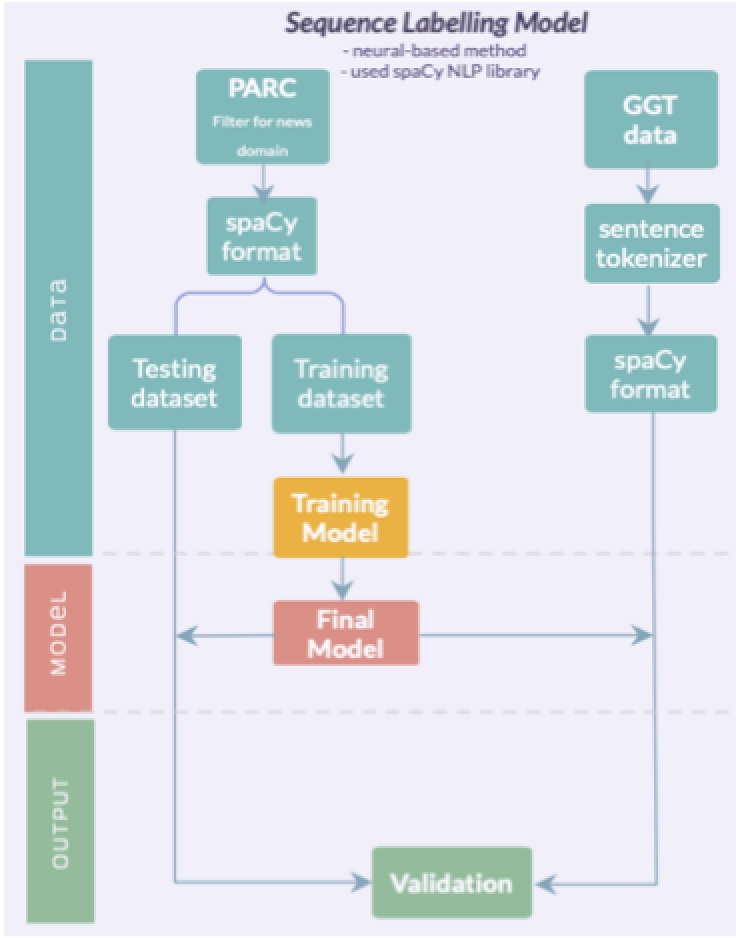 Sequence Labelling Model
- neural-based method
- used spaCy NLP library
PARC
Filter for news
domain
GGT
data
spaCy
format
sentence
tokenizer
Testing
dataset
Training
dataset
spaCy
format
Training
Model
Final
Model
Validation
DATA
MODEL
OUTPUT